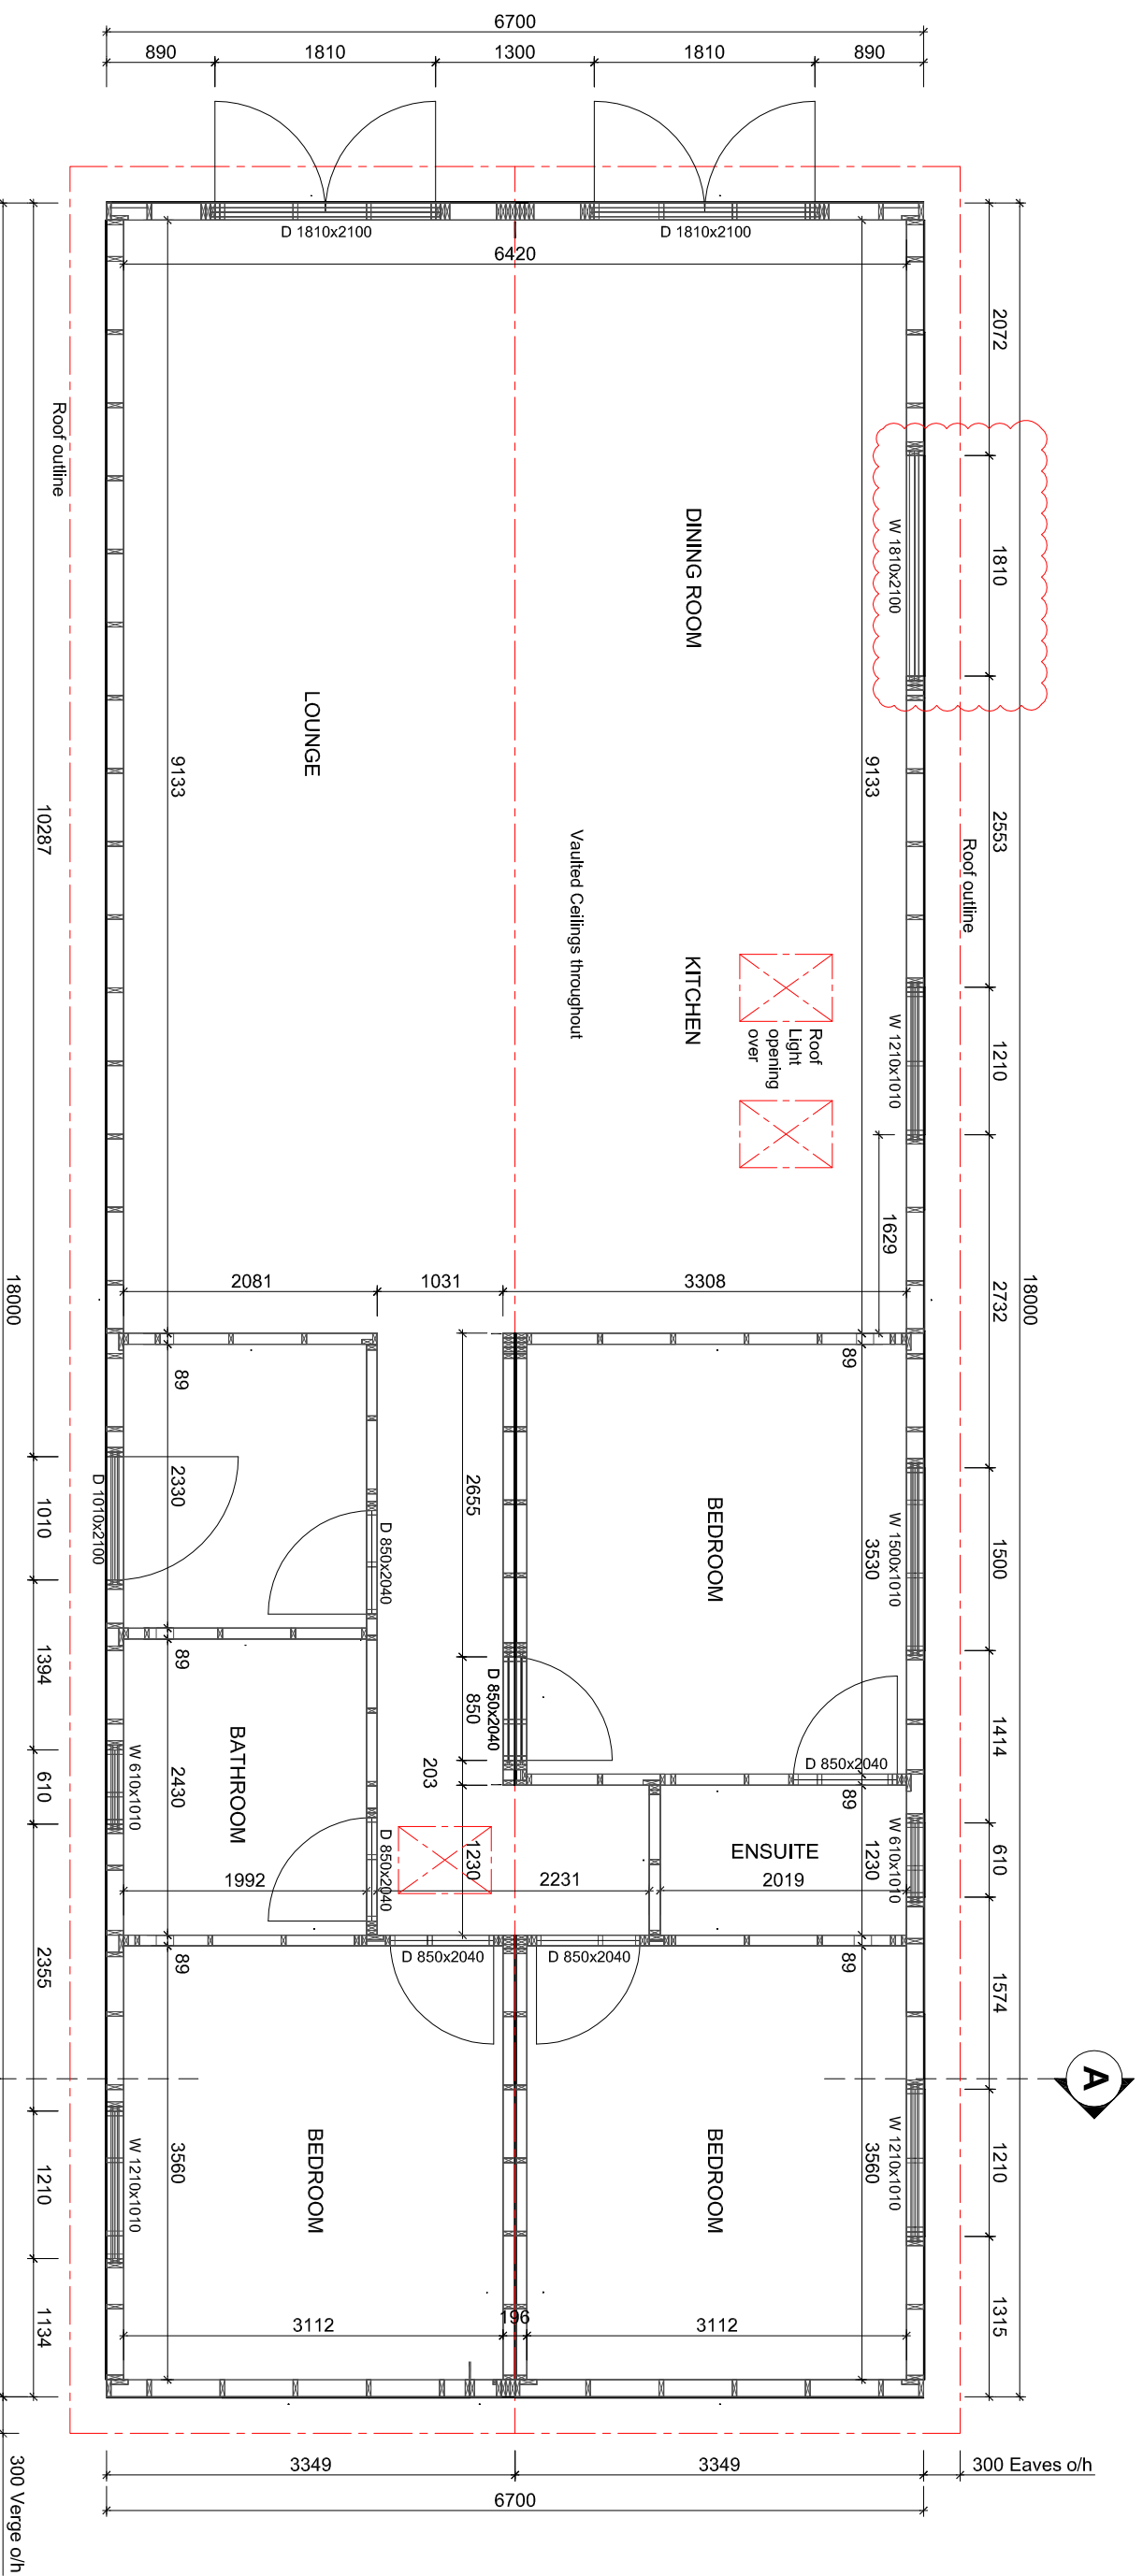 6700
890
1810
1300
1810
890
D 1810x2100
D 1810x2100
6420
2072
1810
2553
1210
2732
1500
1414
610
1574
1210
1315
18000
Roof outline
W 1810x2100
W 1210x1010
W 1500x1010
W 610x1010
W 1210x1010
9133
1629
89
3530
89
1230
89
3560
DINING ROOM
KITCHEN
Roof
Light
opening
over
Vaulted Ceilings throughout
LOUNGE
2081
1031
3308
BEDROOM
D 850x2040
ENSUITE
2019
2231
BEDROOM
2655
850
D 850x2040
203
1230
D 850x2040
D 850x2040
D 850x2040
D 850x2040
BATHROOM
1992
BEDROOM
3112
196
3112
9133
89
2330
89
2430
89
3560
D 1010x2100
W 610x1010
W 1210x1010
Roof outline
10287
1010
1394
610
2355
1210
1134
18000
A
3349
3349
300 Eaves o/h
6700
300 Verge o/h